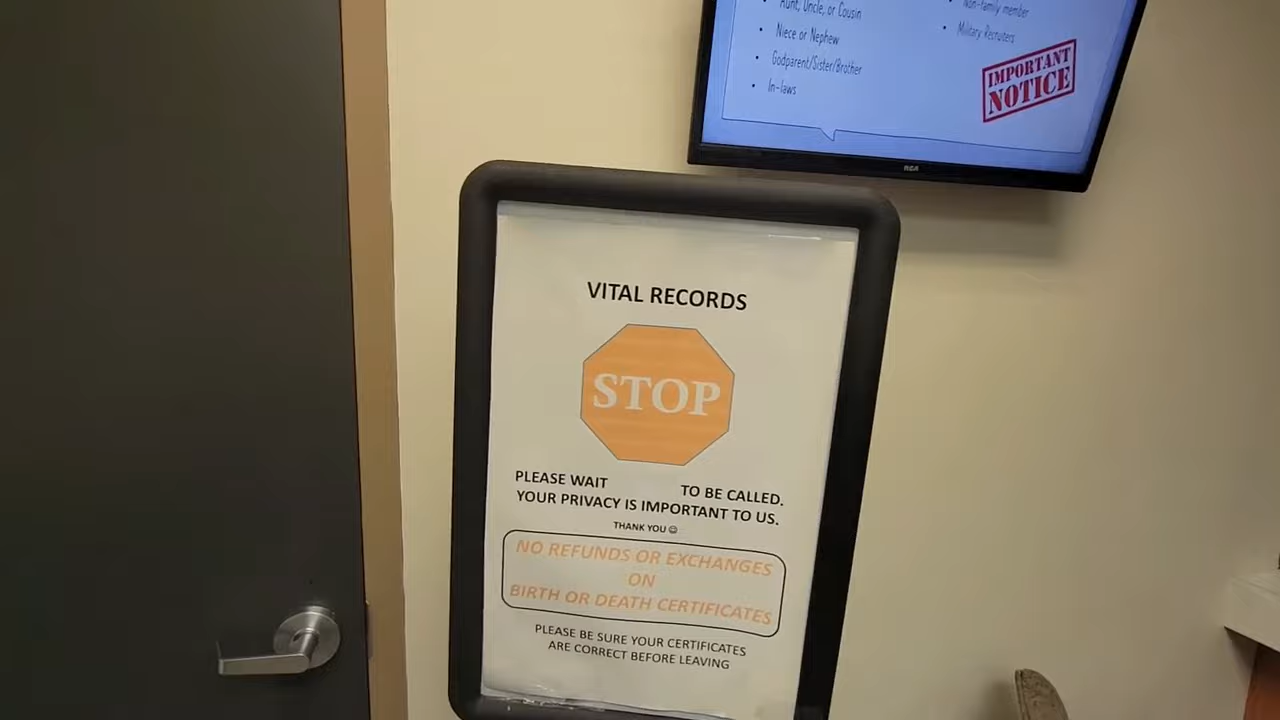 Aunt, Uncle, or Cousin
Niece or Nephew
Godparent/Sister/Brother
In-laws
Non-family member
Military Recruiters
IMPORTANT
NOTICE
RCA
VITAL RECORDS
STOP
PLEASE WAIT TO BE CALLED.
YOUR PRIVACY IS IMPORTANT TO US.
THANK YOU ☺
NO REFUNDS OR EXCHANGES
ON
BIRTH OR DEATH CERTIFICATES
PLEASE BE SURE YOUR CERTIFICATES
ARE CORRECT BEFORE LEAVING